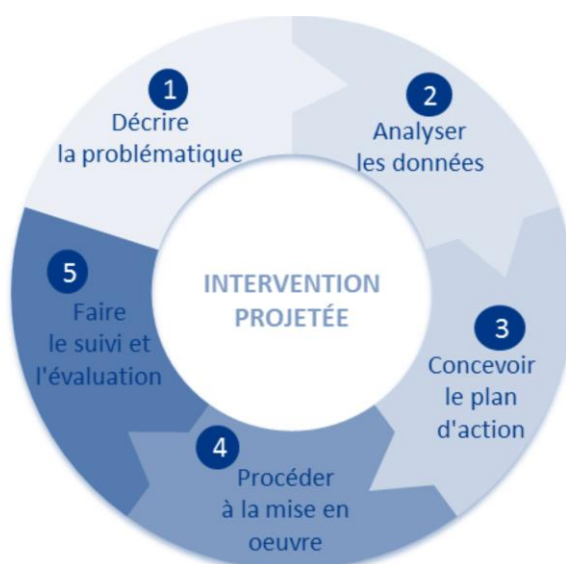 1
Décrire
la problématique
2
Analyser
les données
3
Concevoir
le plan
d'action
4
Procéder
à la mise en
oeuvre
5
Faire
le suivi et
l'évaluation
INTERVENTION
PROJETÉE